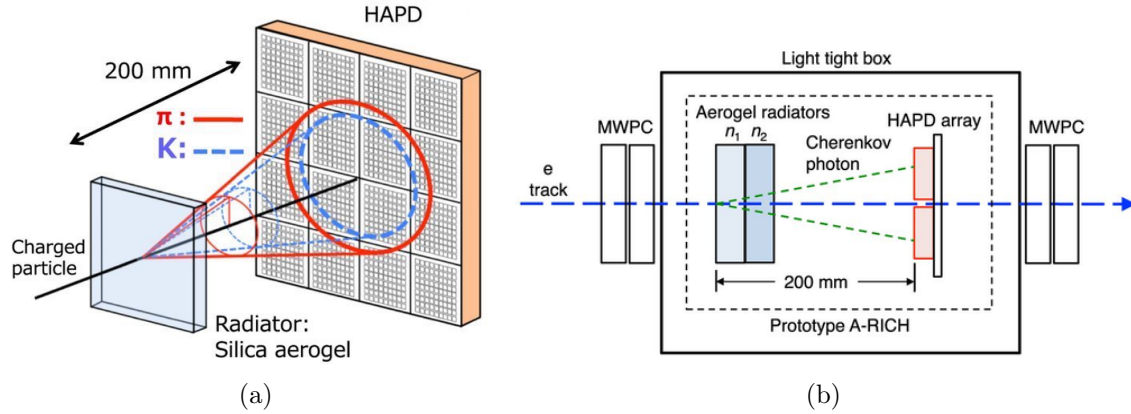 HAPD
200 mm
π :
K:
Charged
particle
Radiator:
Silica aerogel
(a)
Light tight box
Aerogel radiators
n1 n2
HAPD array
MWPC
MWPC
Cherenkov
photon
e
track
200 mm
Prototype A-RICH
(b)